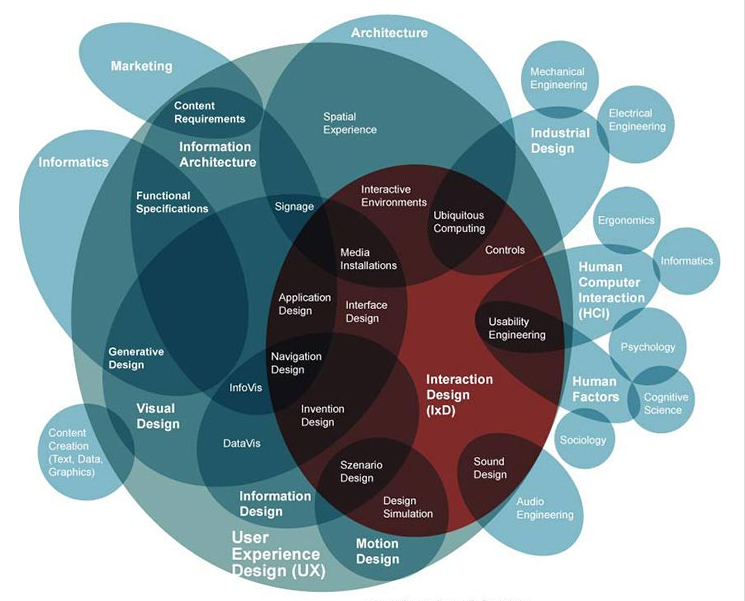 Architecture
Marketing
Mechanical
Engineering
Content
Requirements
Electrical
Engineering
Spatial
Experience
Industrial
Design
Information
Architecture
Informatics
Functional
Specifications
Interactive
Environments
Signage
Ubiquitous
Computing
Ergonomics
Media
Installations
Controls
Human
Computer
Interaction
(HCI)
Informatics
Application
Design
Interface
Design
Usability
Engineering
Psychology
Generative
Design
Navigation
Design
InfoVis
Interaction
Design
(IxD)
Human
Factors
Cognitive
Science
Visual
Design
Invention
Design
Content
Creation
(Text, Data,
Graphics)
DataVis
Sociology
Szenario
Design
Sound
Design
Information
Design
Design
Simulation
Audio
Engineering
User
Experience
Design (UX)
Motion
Design